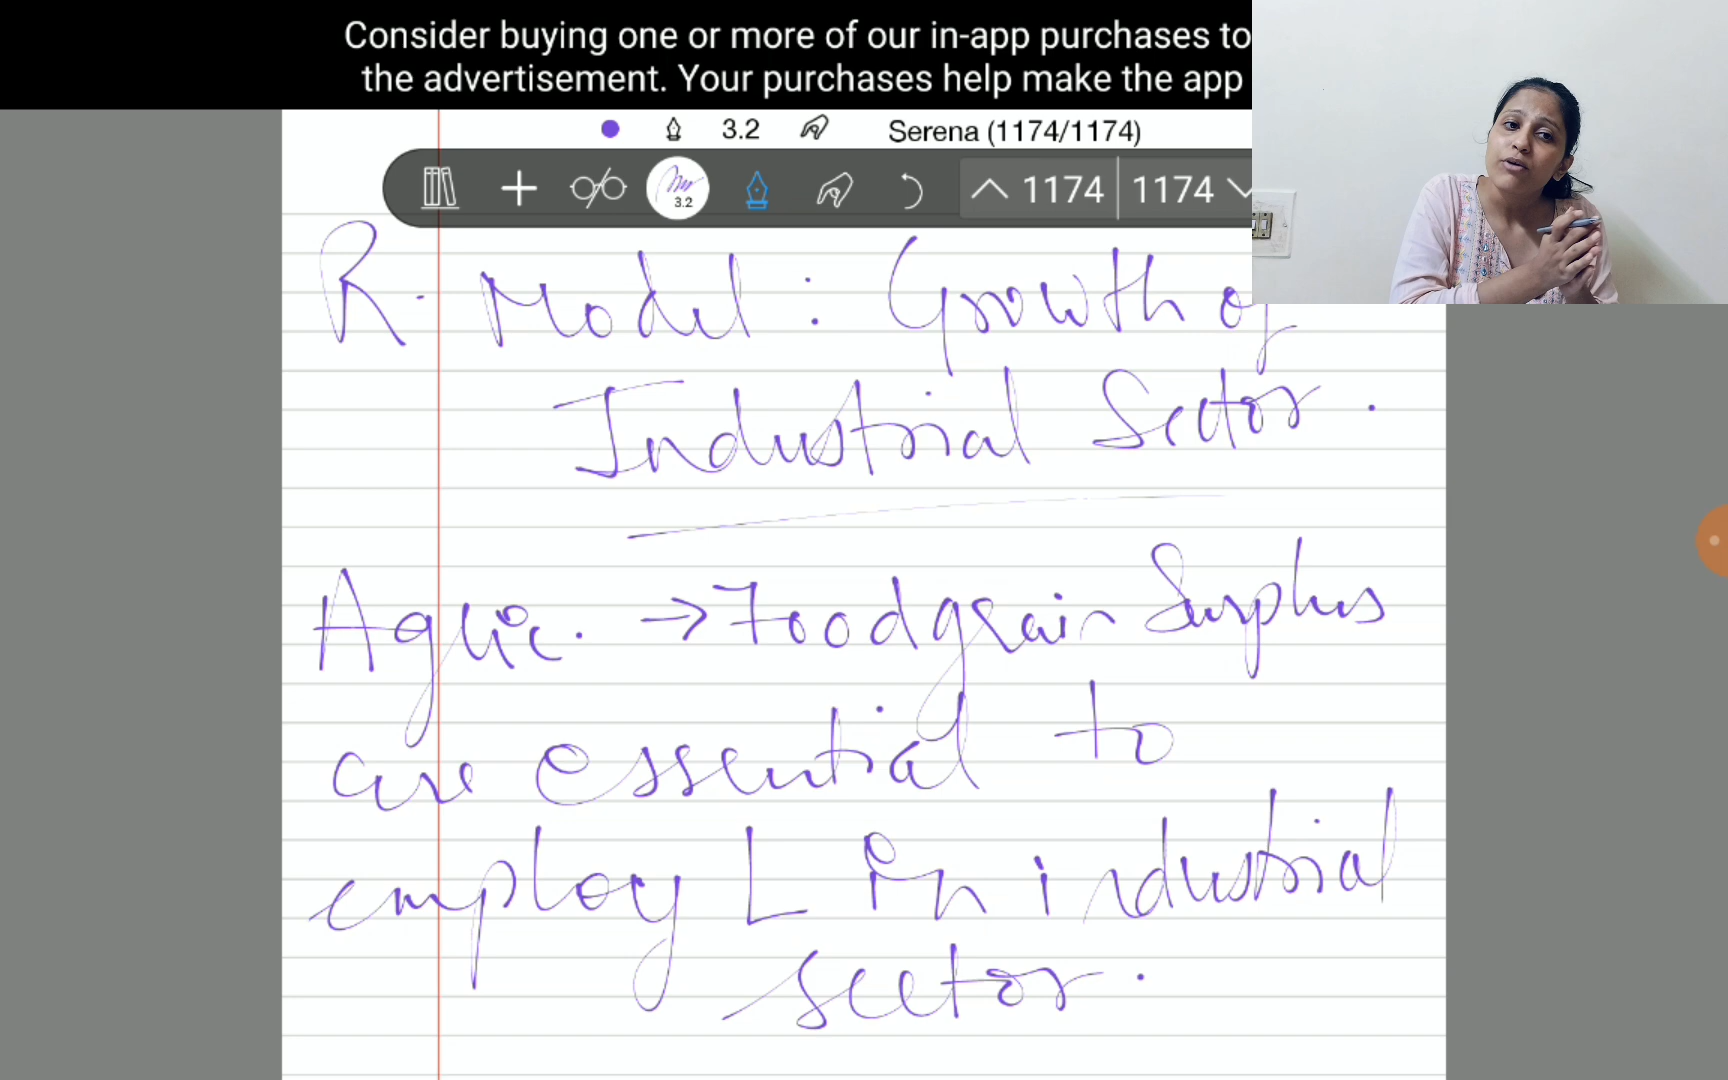 Consider buying one or more of our in-app purchases to
the advertisement. Your purchases help make the app
3.2 Serena (1174/1174)
3.2 1174 1174
R. Model : Growth of
Industrial Sector.
Agric. → Foodgrain Surplus
are essential to
employ L in industrial
sector.